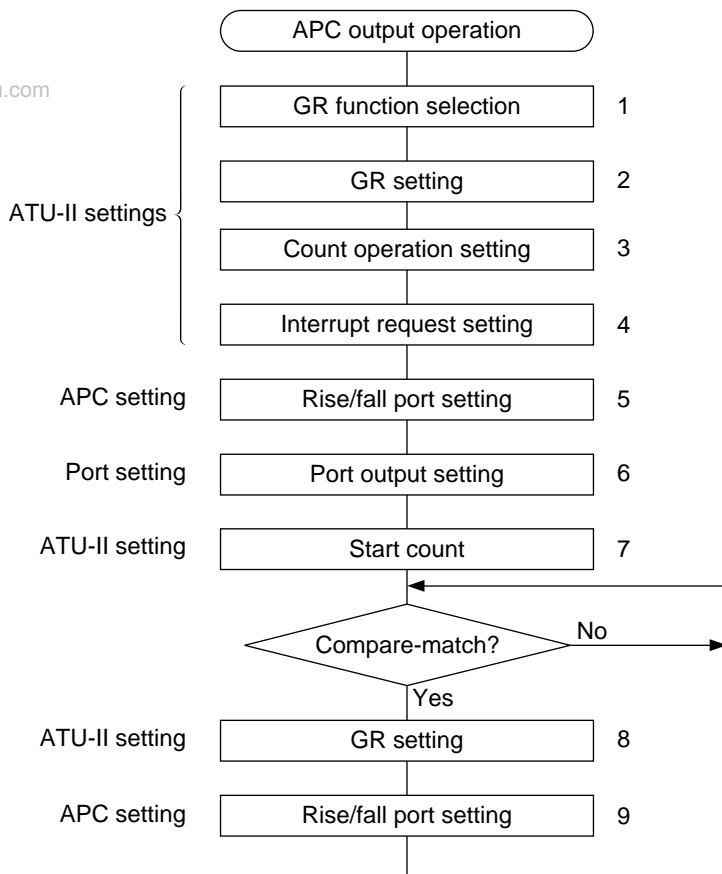 APC output operation
u.com
GR function selection 1
GR setting 2
ATU-II settings
Count operation setting 3
Interrupt request setting 4
APC setting Rise/fall port setting 5
Port setting Port output setting 6
ATU-II setting Start count 7
Compare-match? No
Yes
ATU-II setting GR setting 8
APC setting Rise/fall port setting 9